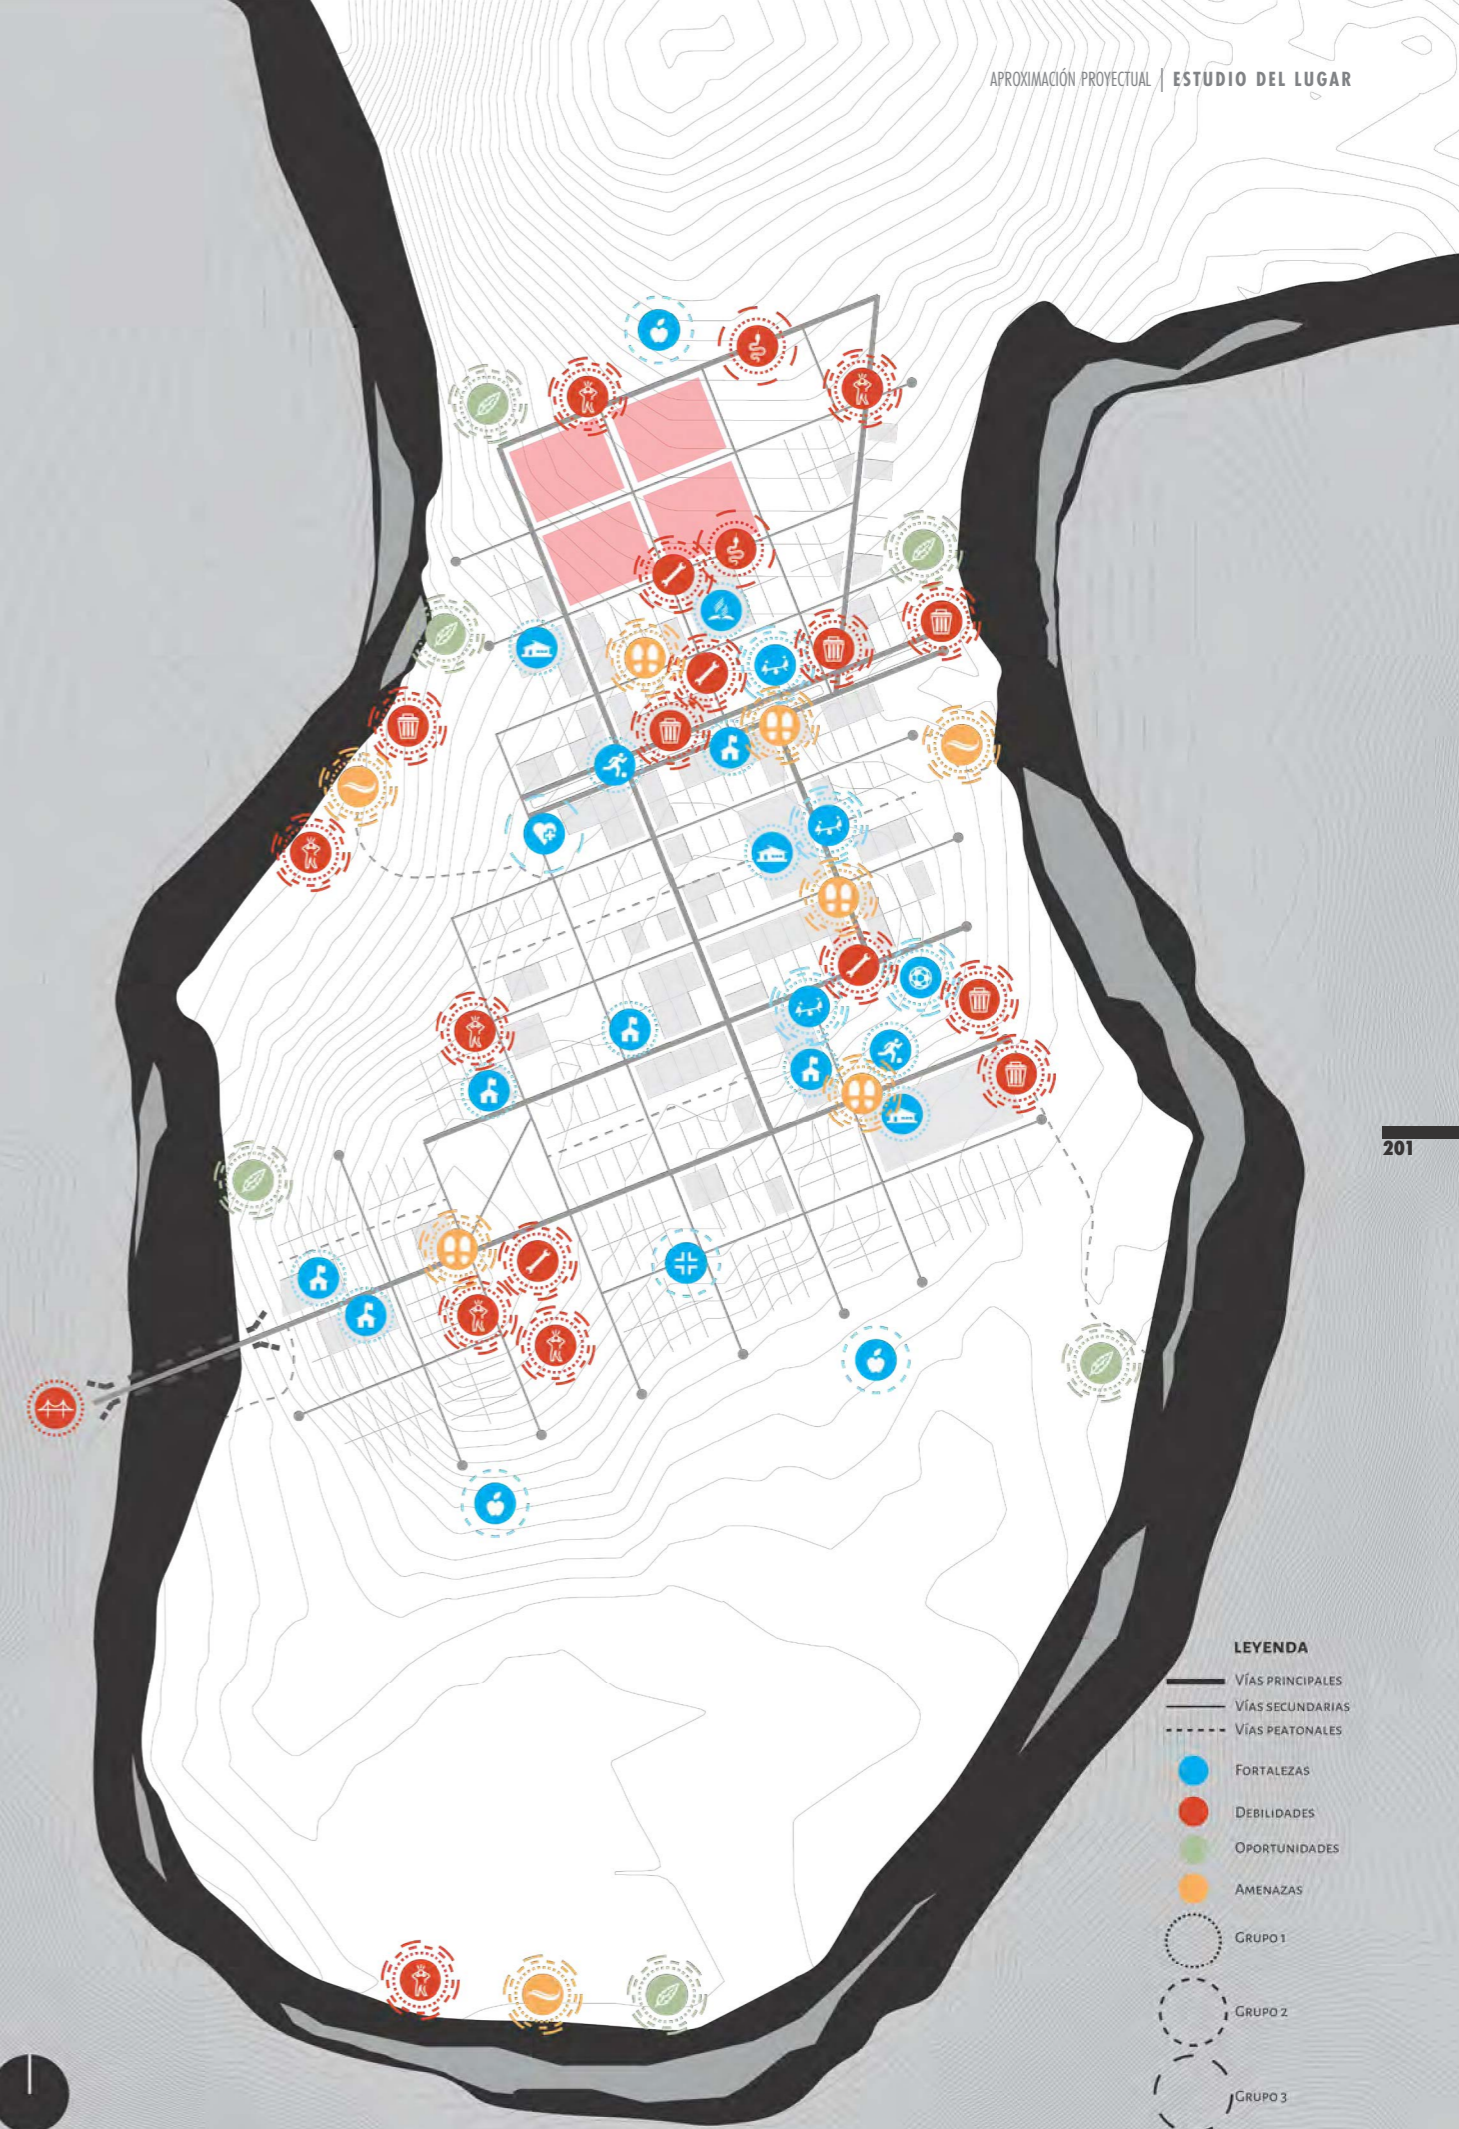 APROXIMACIÓN PROYECTUAL | ESTUDIO DEL LUGAR
201
LEYENDA
VÍAS PRINCIPALES
VÍAS SECUNDARIAS
VÍAS PEATONALES
FORTALEZAS
DEBILIDADES
OPORTUNIDADES
AMENAZAS
GRUPO 1
GRUPO 2
GRUPO 3